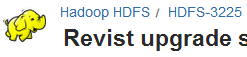 Hadoop HDFS / HDFS-3225
Revist upgrade s